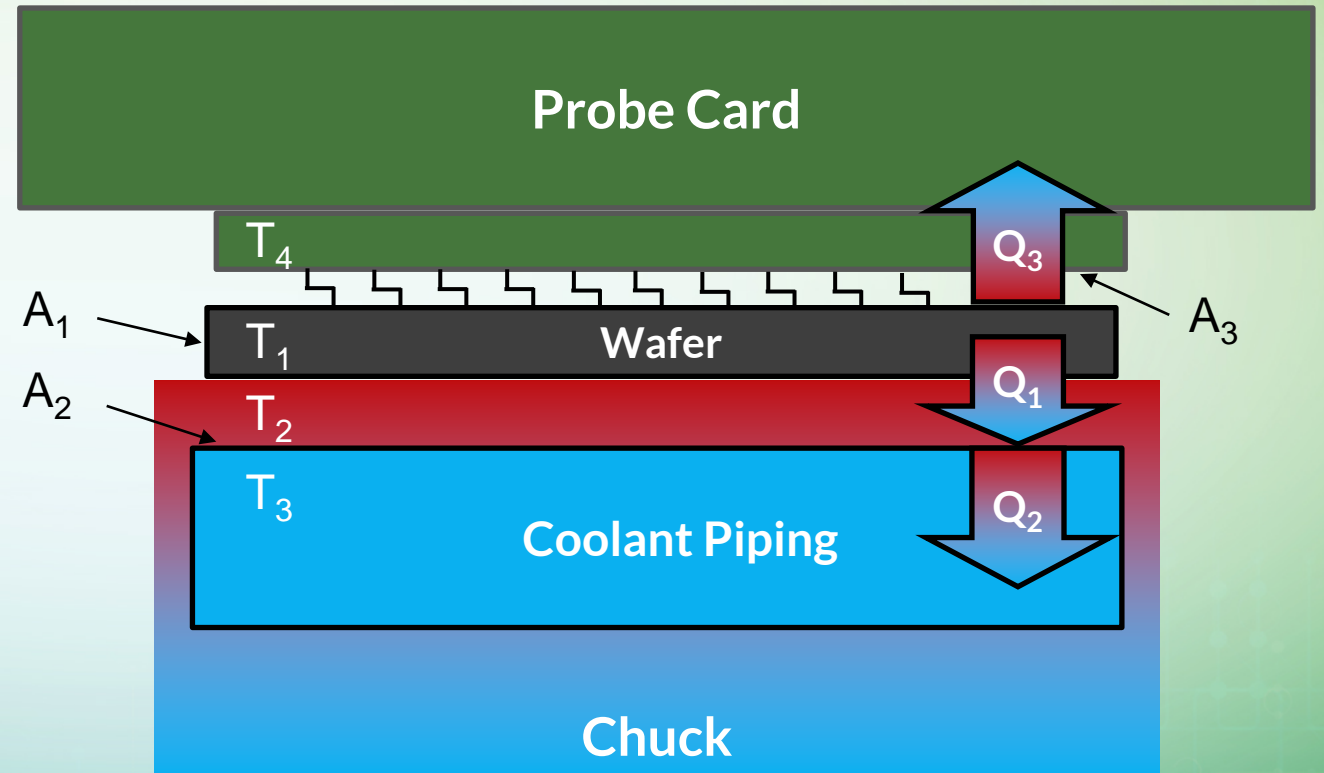 Probe Card
T₄
Q₃
A₁
A₃
T₁
Wafer
Q₁
A₂
T₂
T₃
Q₂
Coolant Piping
Chuck